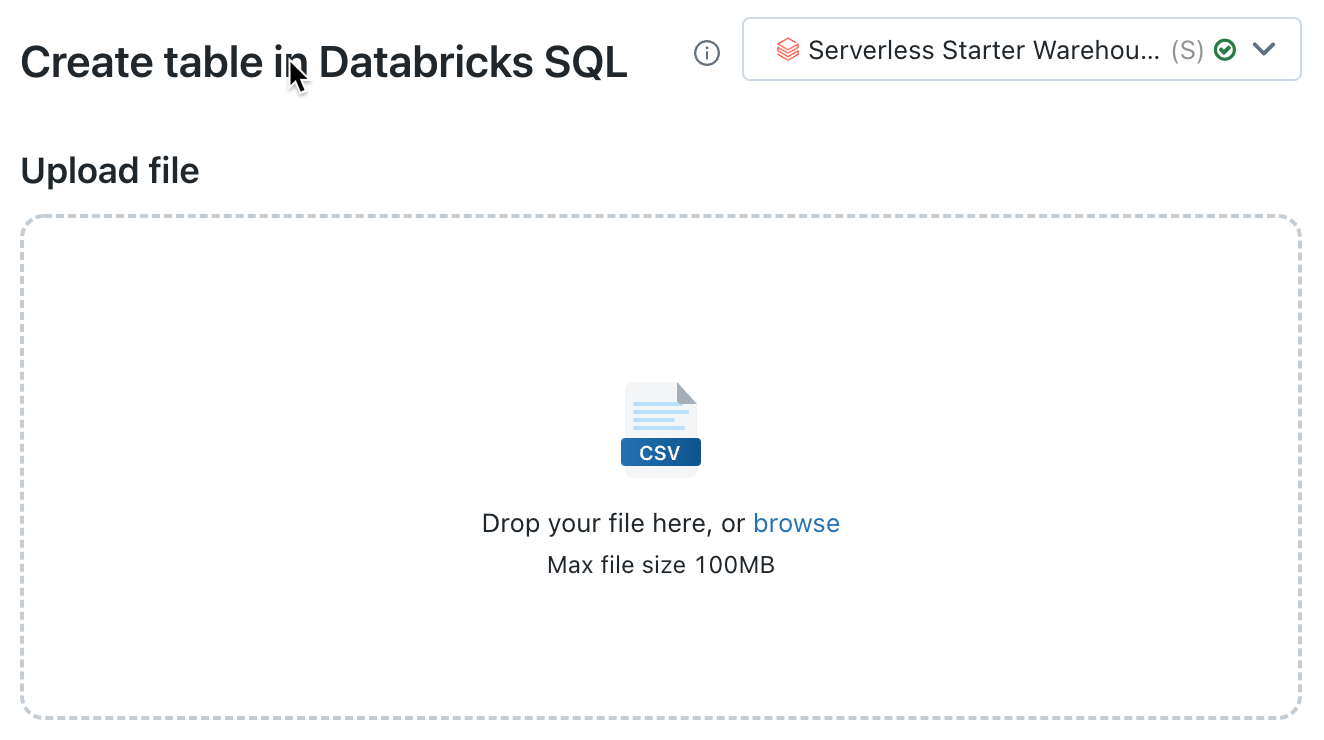 Create table in Databricks SQL
Serverless Starter Warehou... (S)
Upload file
CSV
Drop your file here, or browse
Max file size 100MB